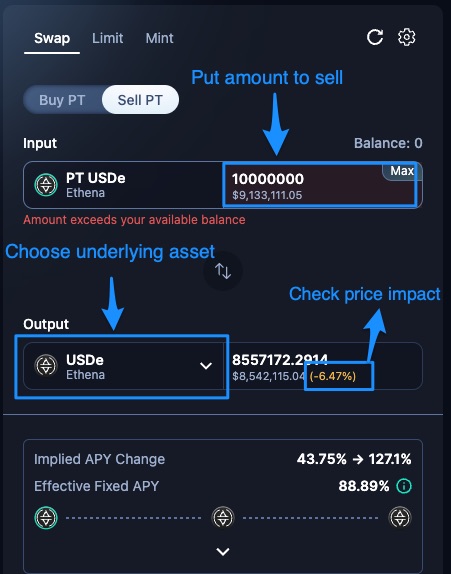 Swap Limit Mint
Put amount to sell
Buy PT Sell PT
Input Balance: 0
PT USDe
Ethena
10000000
$9,133,111.05
Max
Amount exceeds your available balance
Choose underlying asset
Check price impact
Output
USDe
Ethena
8557172.2914
$8,542,115.04 (-6.47%)
Implied APY Change 43.75% → 127.1%
Effective Fixed APY 88.89%